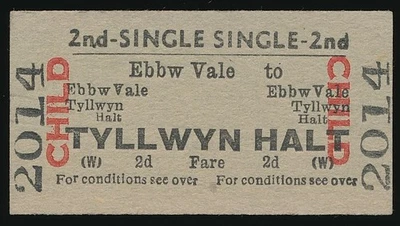 2nd-SINGLE SINGLE-2nd
Ebbw Vale to
Ebbw Vale Ebbw Vale
Tyllwyn Tyllwyn
Halt Halt
TYLLWYN HALT
(W) 2d Fare 2d (W)
For conditions see over For conditions see over
2014
CHILD
CHILD
2014